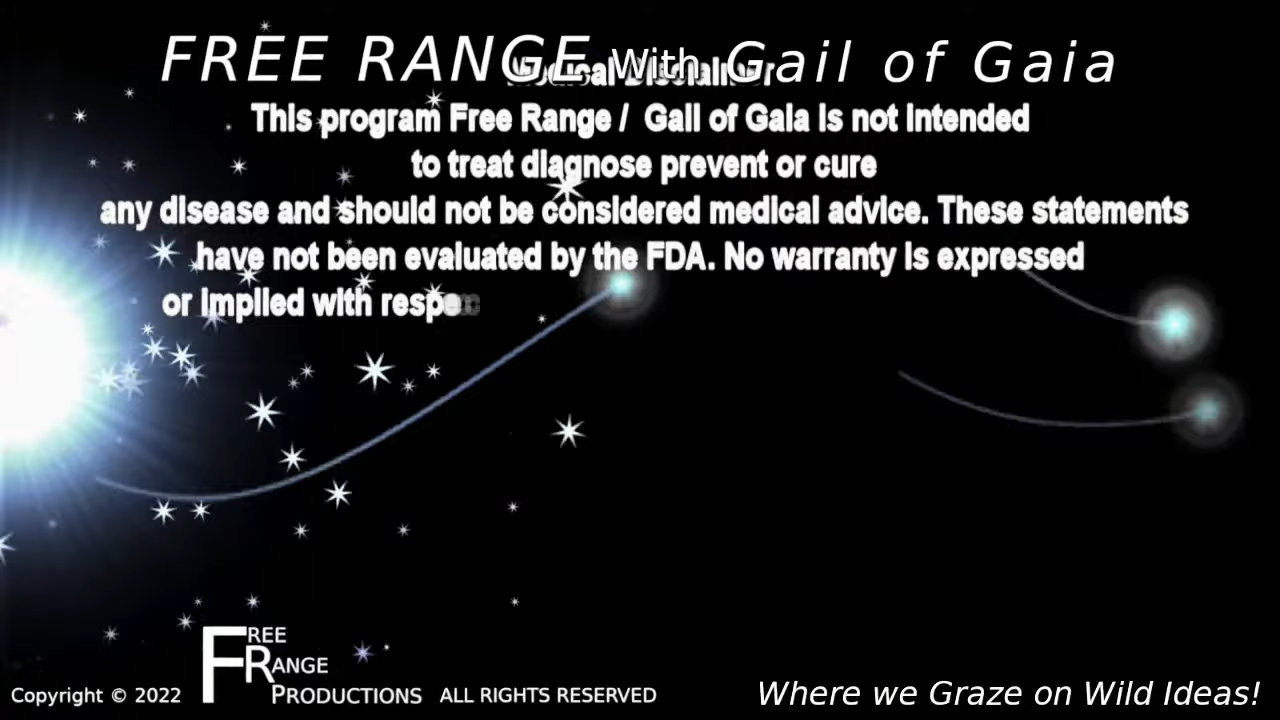 FREE RANGE With Gail of Gaia
Medical Disclaimer
This program Free Range / Gail of Gaia is not intended
to treat diagnose prevent or cure
any disease and should not be considered medical advice. These statements
have not been evaluated by the FDA. No warranty is expressed
or implied with respec
FREE
RANGE
PRODUCTIONS
Copyright © 2022
ALL RIGHTS RESERVED
Where we Graze on Wild Ideas!